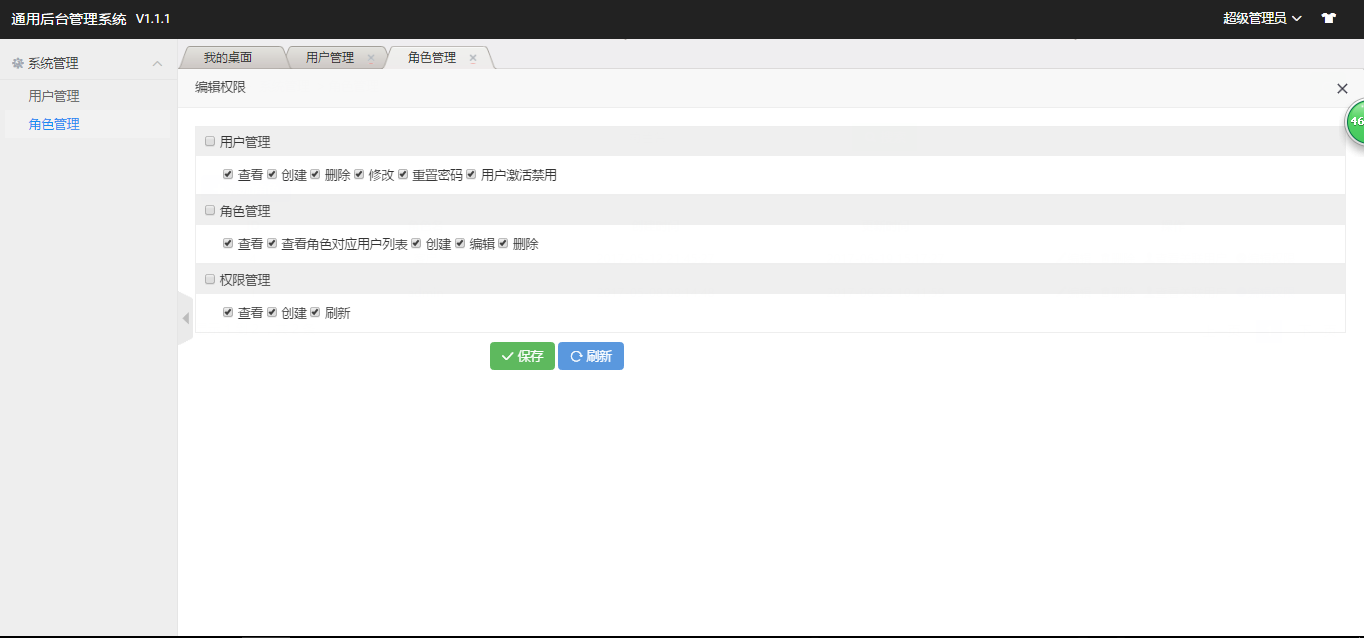 通用后台管理系统 V1.1.1
超级管理员
系统管理
用户管理
角色管理
我的桌面
用户管理
角色管理
编辑权限
46
用户管理
查看 创建 删除 修改 重置密码 用户激活禁用
角色管理
查看 查看角色对应用户列表 创建 编辑 删除
权限管理
查看 创建 刷新
保存
刷新